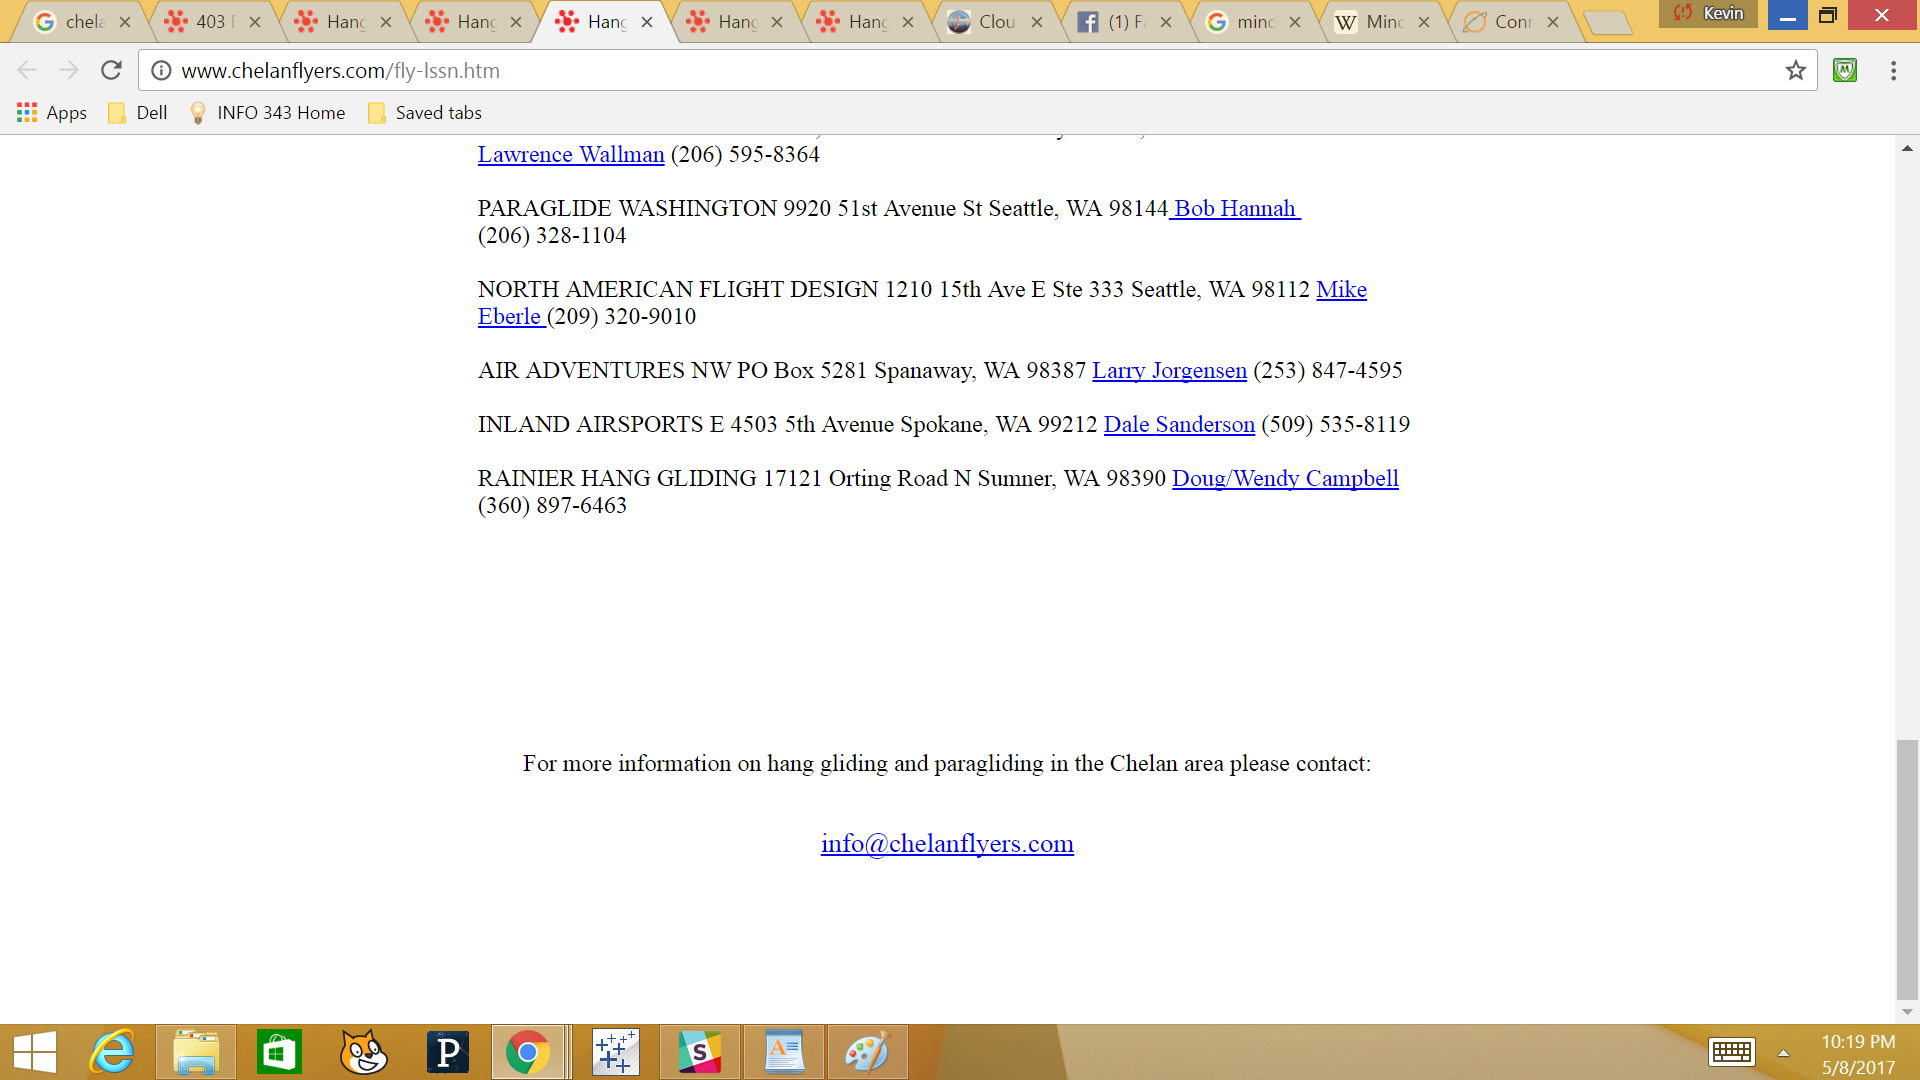 chela
403 F
Hang
Hang
Hang
Hang
Hang
Clou
(1) Fa
mind
W Mind
Conn
Kevin
www.chelanflyers.com/fly-lssn.htm
Apps Dell INFO 343 Home Saved tabs
Lawrence Wallman (206) 595-8364
PARAGLIDE WASHINGTON 9920 51st Avenue St Seattle, WA 98144 Bob Hannah
(206) 328-1104
NORTH AMERICAN FLIGHT DESIGN 1210 15th Ave E Ste 333 Seattle, WA 98112 Mike
Eberle (209) 320-9010
AIR ADVENTURES NW PO Box 5281 Spanaway, WA 98387 Larry Jorgensen (253) 847-4595
INLAND AIRSPORTS E 4503 5th Avenue Spokane, WA 99212 Dale Sanderson (509) 535-8119
RAINIER HANG GLIDING 17121 Orting Road N Sumner, WA 98390 Doug/Wendy Campbell
(360) 897-6463
For more information on hang gliding and paragliding in the Chelan area please contact:
info@chelanflyers.com
P
S
A
10:19 PM
5/8/2017